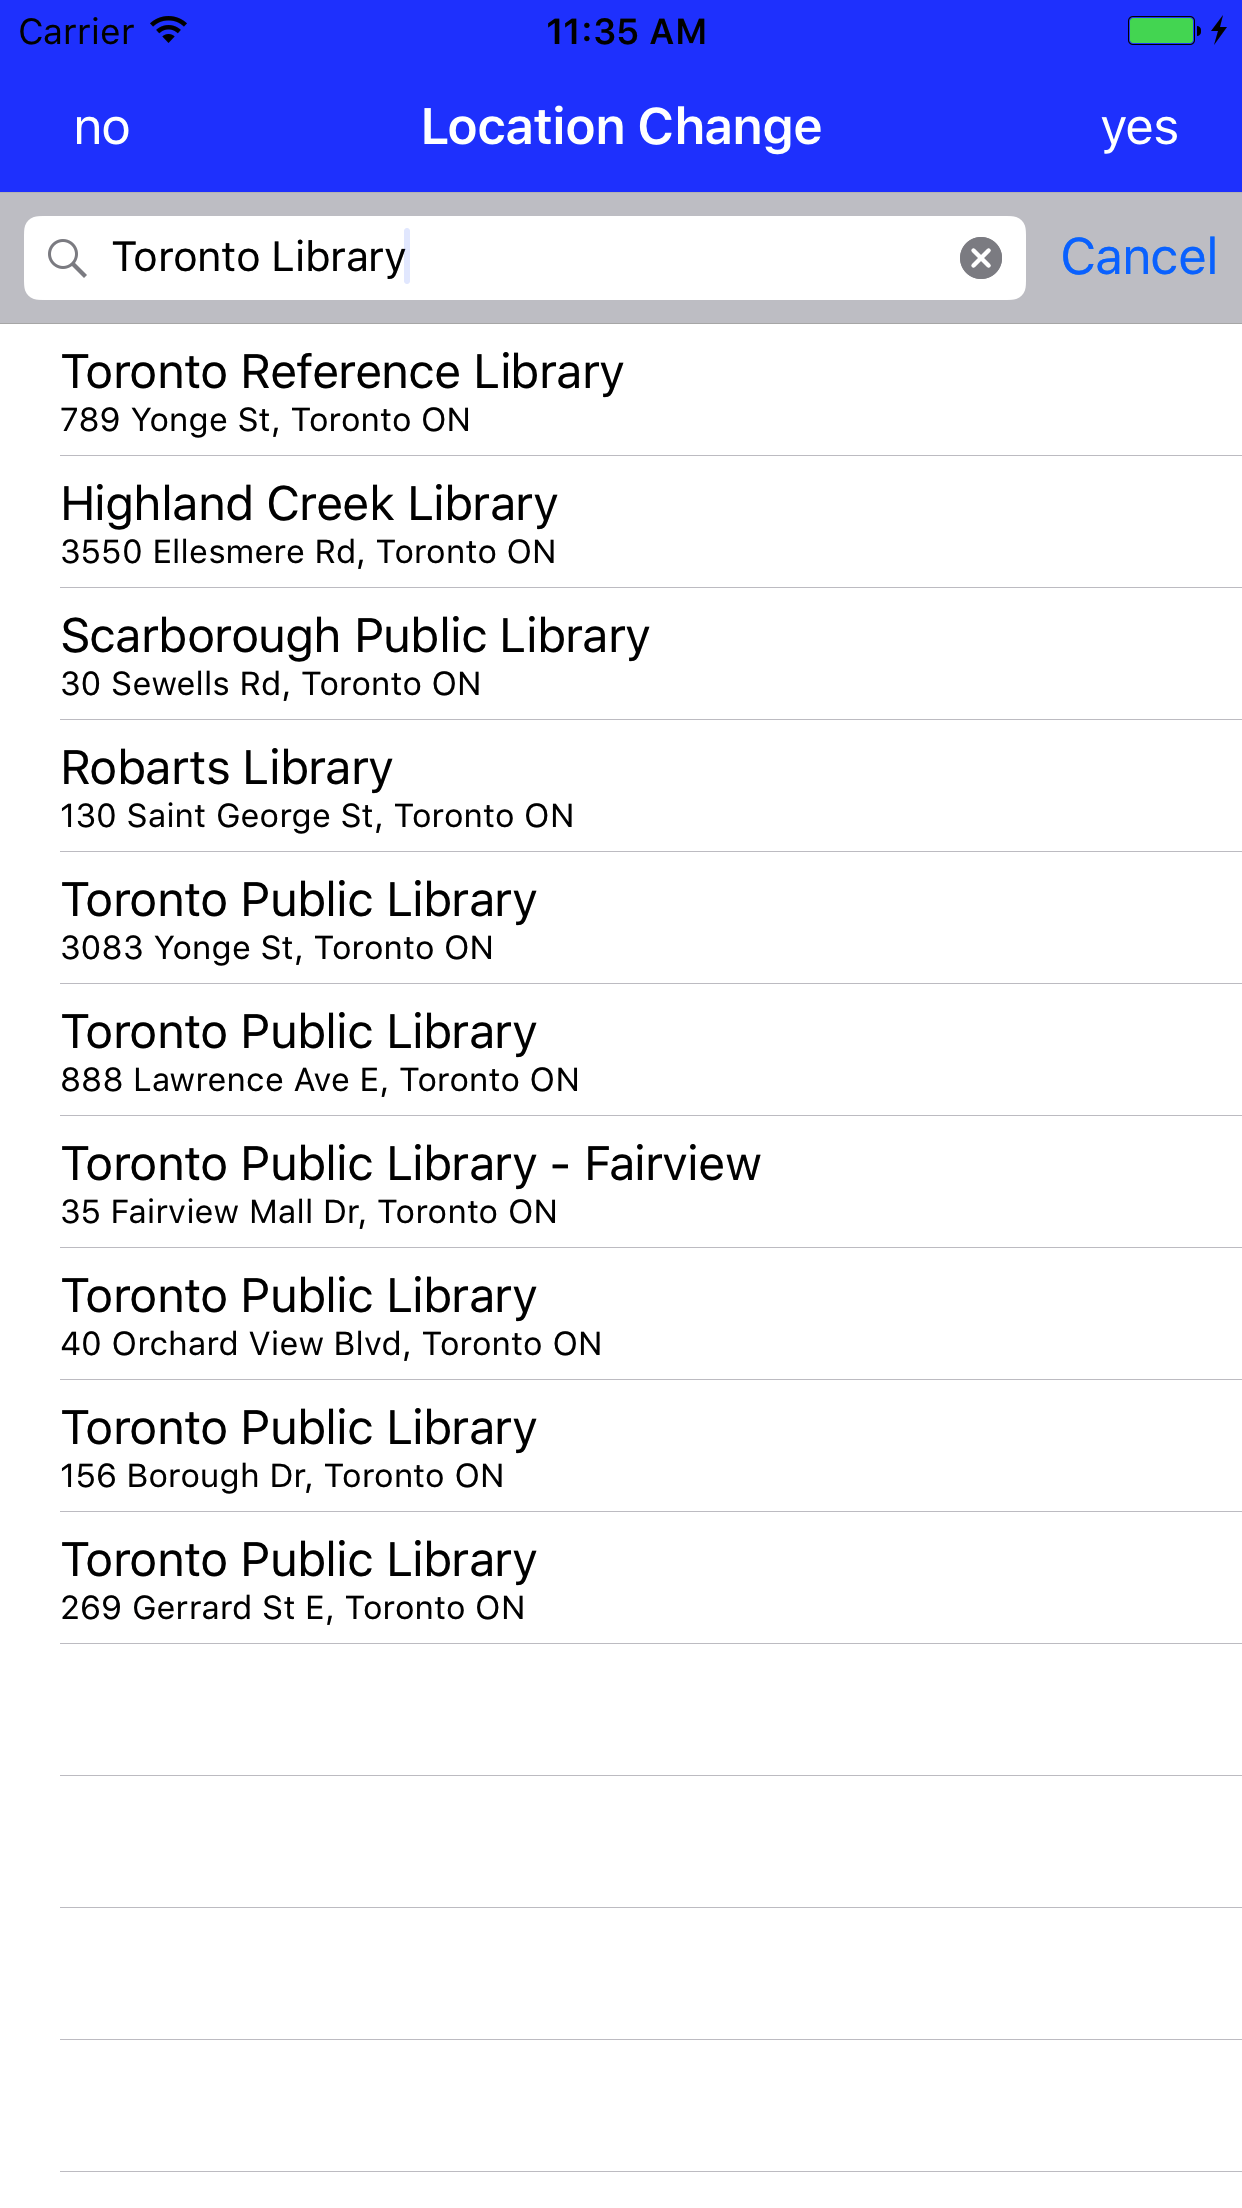 Carrier 11:35 AM
no Location Change yes
Toronto Library Cancel
Toronto Reference Library
789 Yonge St, Toronto ON
Highland Creek Library
3550 Ellesmere Rd, Toronto ON
Scarborough Public Library
30 Sewells Rd, Toronto ON
Robarts Library
130 Saint George St, Toronto ON
Toronto Public Library
3083 Yonge St, Toronto ON
Toronto Public Library
888 Lawrence Ave E, Toronto ON
Toronto Public Library - Fairview
35 Fairview Mall Dr, Toronto ON
Toronto Public Library
40 Orchard View Blvd, Toronto ON
Toronto Public Library
156 Borough Dr, Toronto ON
Toronto Public Library
269 Gerrard St E, Toronto ON